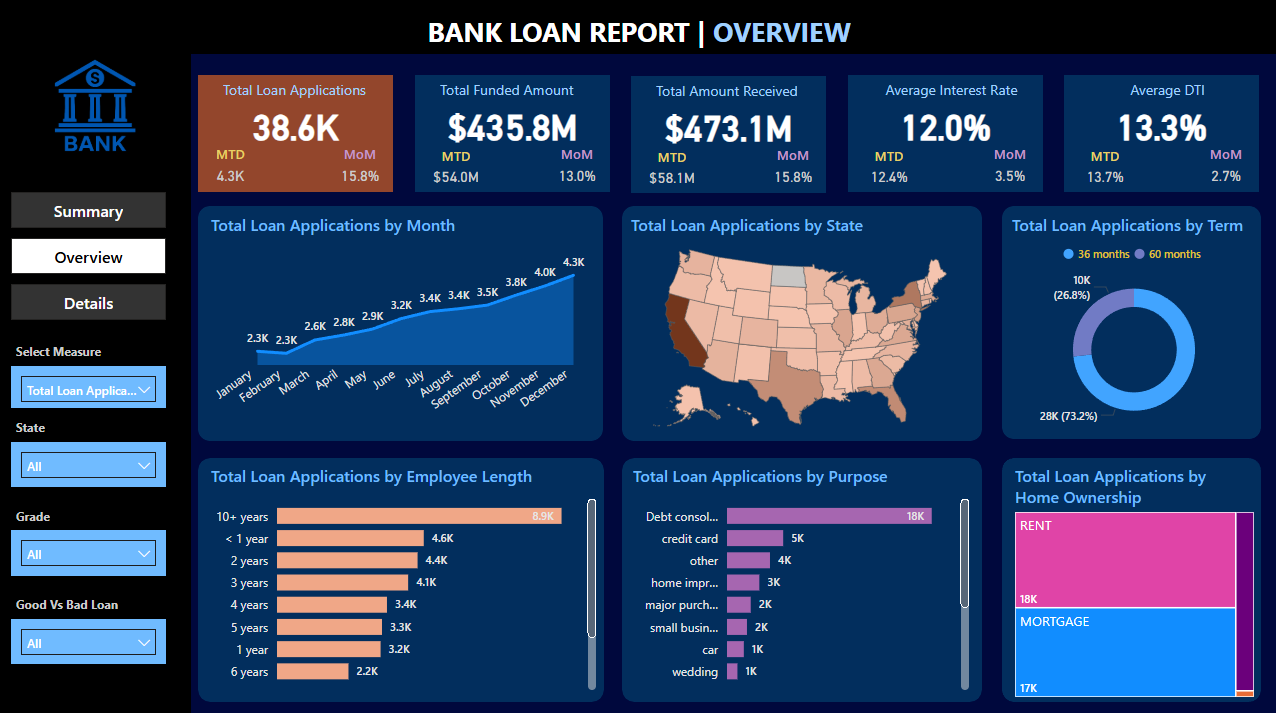 BANK LOAN REPORT | OVERVIEW
BANK
Summary
Overview
Details
Select Measure
Total Loan Applica...
State
All
Grade
All
Good Vs Bad Loan
All
Total Loan Applications
38.6K
MTD MoM
4.3K 15.8%
Total Funded Amount
$435.8M
MTD MoM
$54.0M 13.0%
Total Amount Received
$473.1M
MTD MoM
$58.1M 15.8%
Average Interest Rate
12.0%
MTD MoM
12.4% 3.5%
Average DTI
13.3%
MTD MoM
13.7% 2.7%
Total Loan Applications by Month
2.3K 2.3K 2.6K 2.8K 2.9K 3.2K 3.4K 3.4K 3.5K 3.8K 4.0K 4.3K
January February March April May June July August September October November December
Total Loan Applications by State
Total Loan Applications by Term
36 months 60 months
10K
(26.8%)
28K (73.2%)
Total Loan Applications by Employee Length
10+ years 8.9K
< 1 year 4.6K
2 years 4.4K
3 years 4.1K
4 years 3.4K
5 years 3.3K
1 year 3.2K
6 years 2.2K
Total Loan Applications by Purpose
Debt consol... 18K
credit card 5K
other 4K
home impr... 3K
major purch... 2K
small busin... 2K
car 1K
wedding 1K
Total Loan Applications by
Home Ownership
RENT
18K
MORTGAGE
17K